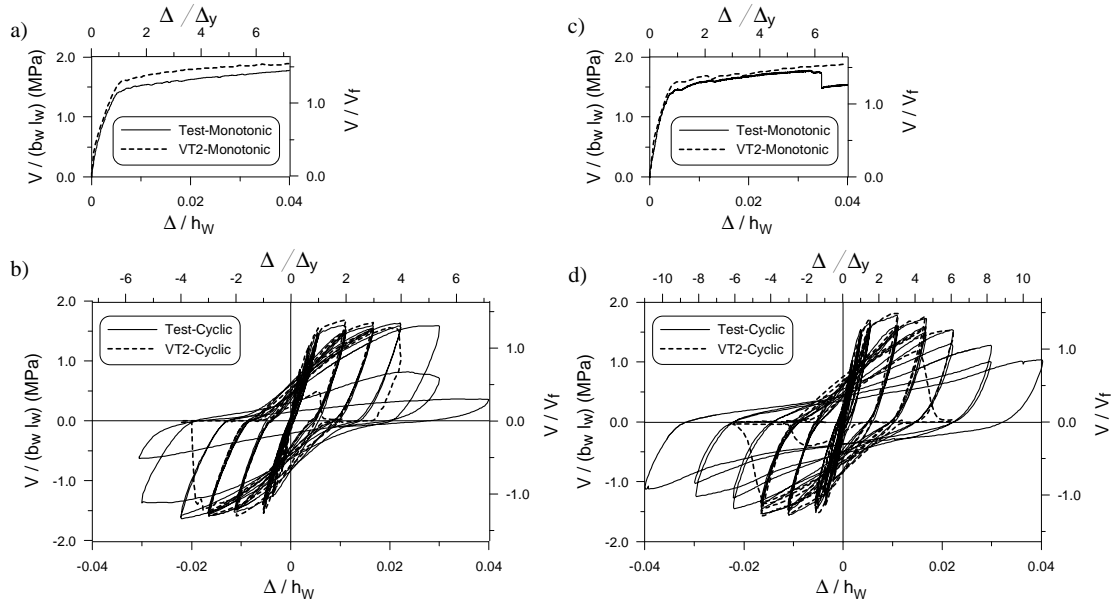 a)
Δ / Δy
0 2 4 6
2.0
1.0
0.0
V / (bw lw) (MPa)
Test-Monotonic
VT2-Monotonic
1.0
0.0
V / Vf
0 0.02 0.04
Δ / hW
c)
Δ / Δy
0 1 2 3 4 5 6 7
2.0
1.0
0.0
V / (bw lw) (MPa)
Test-Monotonic
VT2-Monotonic
1.0
0.0
V / Vf
0 0.02 0.04
Δ / hW
b)
Δ / Δy
-6 -4 -2 0 2 4 6
2.0
1.0
0.0
-1.0
-2.0
V / (bw lw) (MPa)
Test-Cyclic
VT2-Cyclic
1.0
0.0
-1.0
V / Vf
-0.04 -0.02 0 0.02 0.04
Δ / hW
d)
Δ / Δy
-10 -8 -6 -4 -2 0 2 4 6 8 10
2.0
1.0
0.0
-1.0
-2.0
V / (bw lw) (MPa)
Test-Cyclic
VT2-Cyclic
1.0
0.0
-1.0
V / Vf
-0.04 -0.02 0 0.02 0.04
Δ / hW